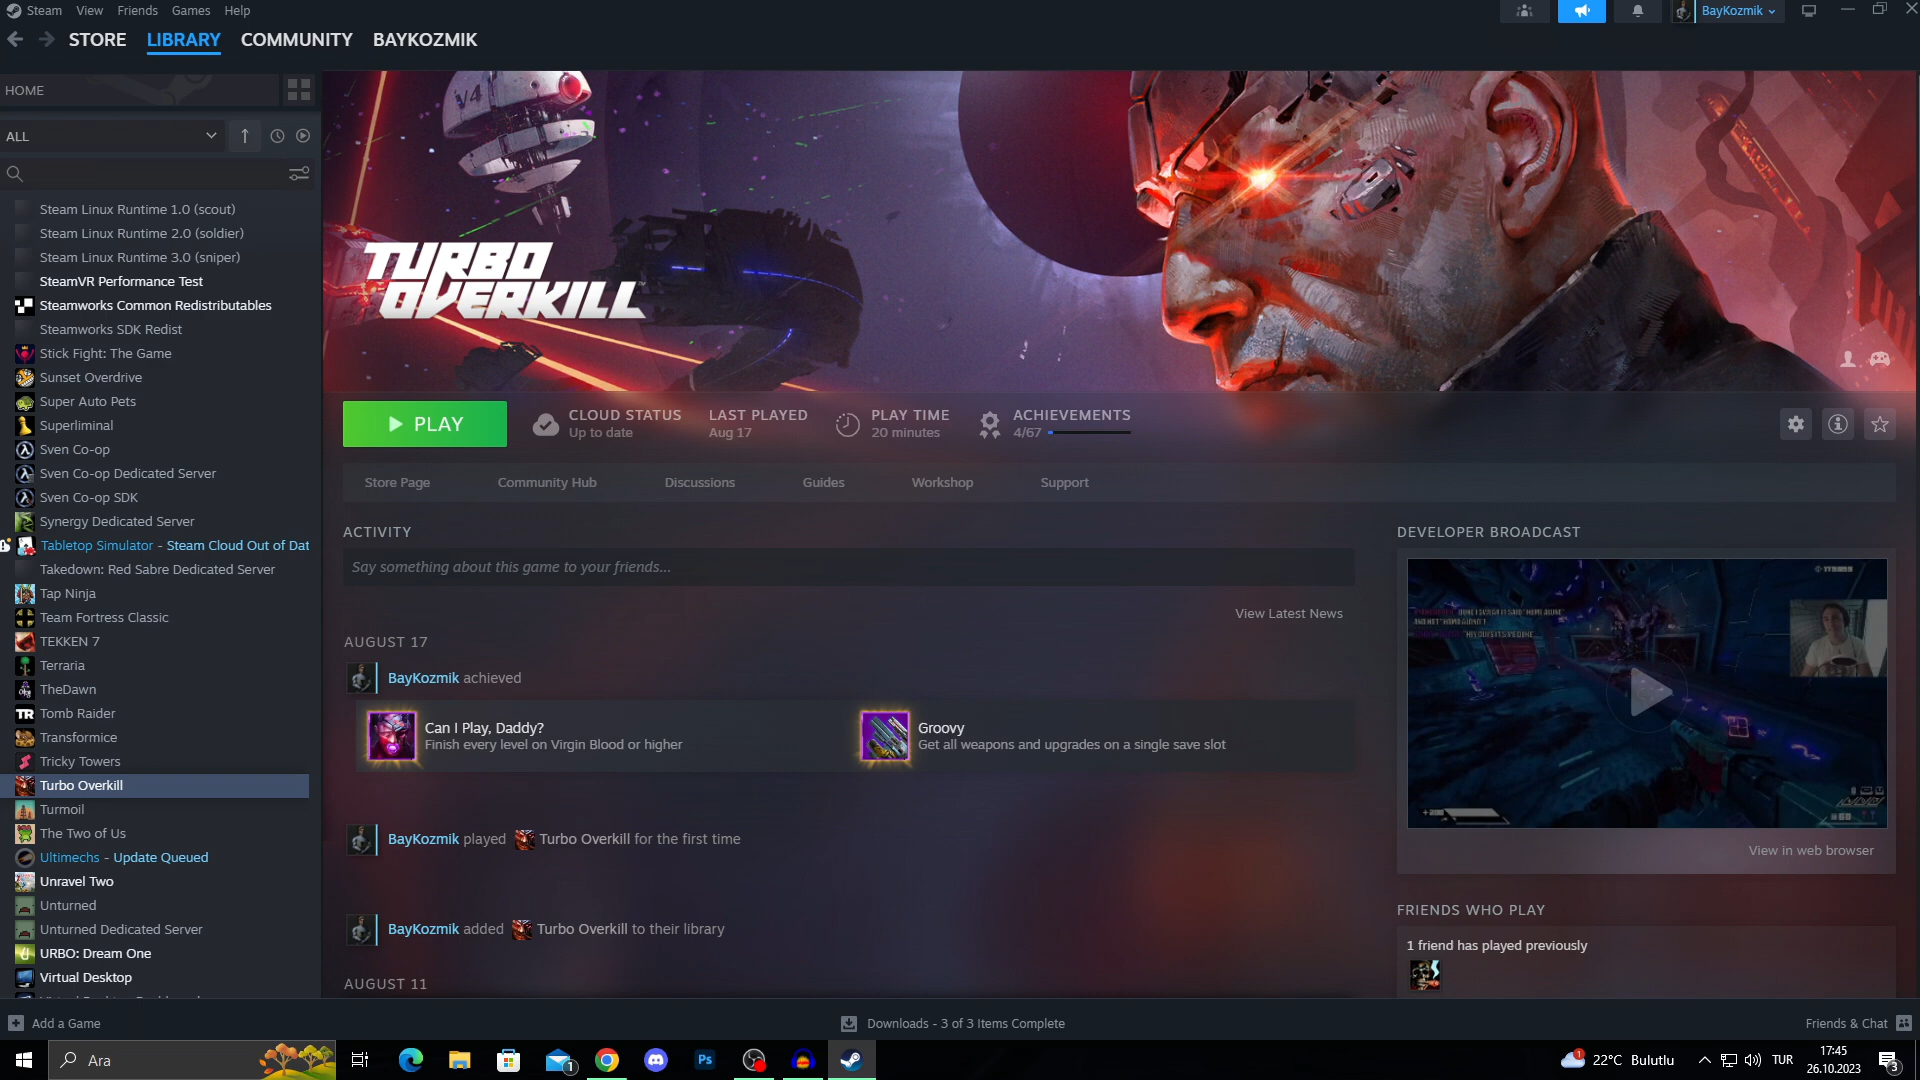 Steam View Friends Games Help
BayKozmik
STORE LIBRARY COMMUNITY BAYKOZMIK
HOME
ALL
Steam Linux Runtime 1.0 (scout)
Steam Linux Runtime 2.0 (soldier)
Steam Linux Runtime 3.0 (sniper)
SteamVR Performance Test
Steamworks Common Redistributables
Steamworks SDK Redist
Stick Fight: The Game
Sunset Overdrive
Super Auto Pets
Superliminal
Sven Co-op
Sven Co-op Dedicated Server
Sven Co-op SDK
Synergy Dedicated Server
Tabletop Simulator - Steam Cloud Out of Dat
Takedown: Red Sabre Dedicated Server
Tap Ninja
Team Fortress Classic
TEKKEN 7
Terraria
TheDawn
TR Tomb Raider
Transformice
Tricky Towers
Turbo Overkill
Turmoil
The Two of Us
Ultimechs - Update Queued
Unravel Two
Unturned
Unturned Dedicated Server
URBO: Dream One
Virtual Desktop
V4
TURBO
OVERKILL
PLAY
CLOUD STATUS
Up to date
LAST PLAYED
Aug 17
PLAY TIME
20 minutes
ACHIEVEMENTS
4/67
Store Page Community Hub Discussions Guides Workshop Support
ACTIVITY
Say something about this game to your friends...
View Latest News
AUGUST 17
BayKozmik achieved
Can I Play, Daddy?
Finish every level on Virgin Blood or higher
Groovy
Get all weapons and upgrades on a single save slot
BayKozmik played Turbo Overkill for the first time
BayKozmik added Turbo Overkill to their library
AUGUST 11
DEVELOPER BROADCAST
View in web browser
FRIENDS WHO PLAY
1 friend has played previously
Add a Game
Downloads - 3 of 3 Items Complete
Friends & Chat
Ara
1
Ps
1
22°C Bulutlu
TUR
17:45
26.10.2023
3